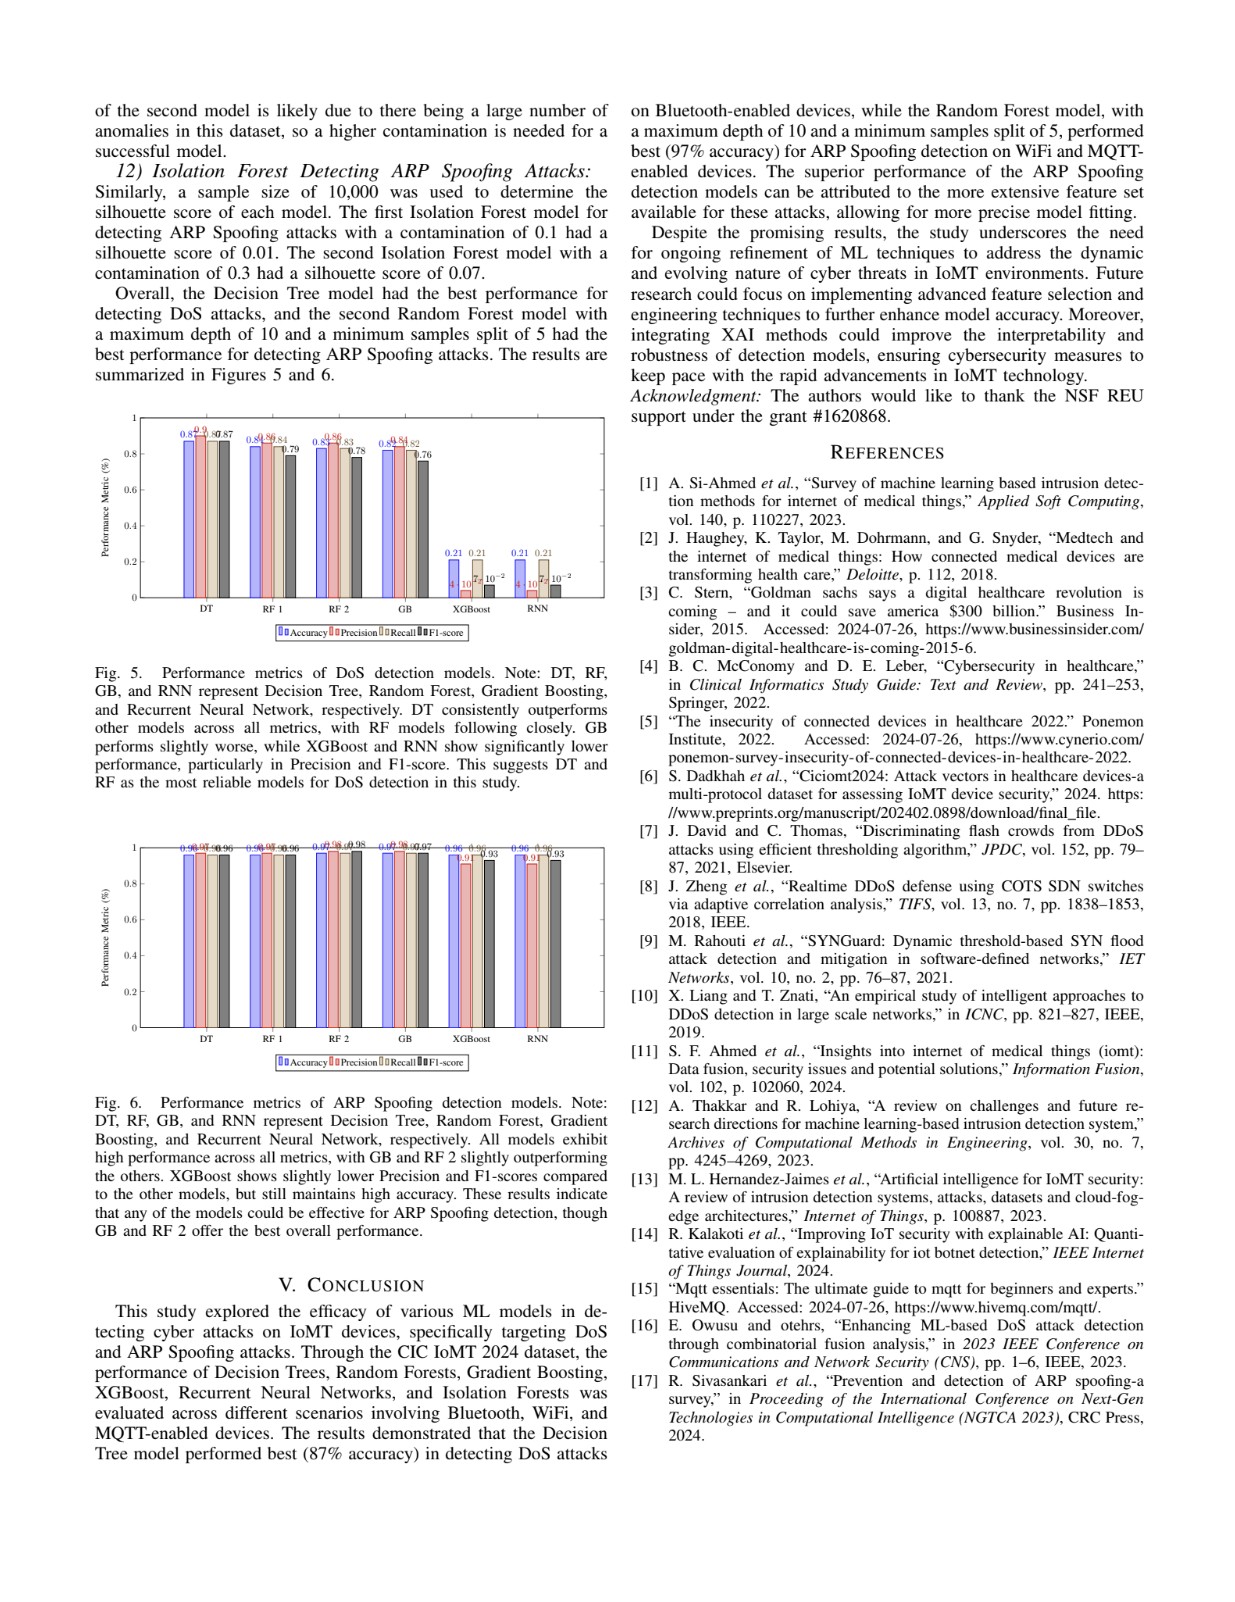 of the second model is likely due to there being a large number of
anomalies in this dataset, so a higher contamination is needed for a
successful model.
12) Isolation Forest Detecting ARP Spoofing Attacks:
Similarly, a sample size of 10,000 was used to determine the
silhouette score of each model. The first Isolation Forest model for
detecting ARP Spoofing attacks with a contamination of 0.1 had a
silhouette score of 0.01. The second Isolation Forest model with a
contamination of 0.3 had a silhouette score of 0.07.
Overall, the Decision Tree model had the best performance for
detecting DoS attacks, and the second Random Forest model with
a maximum depth of 10 and a minimum samples split of 5 had the
best performance for detecting ARP Spoofing attacks. The results are
summarized in Figures 5 and 6.
Performance Metric (%)
1
0.8
0.6
0.4
0.2
0
0.87 0.9 0.87 0.87
0.84 0.86 0.84 0.79
0.83 0.86 0.83 0.78
0.82 0.84 0.82 0.76
0.21 0.21
0.21 0.21
DT RF 1 RF 2 GB XGBoost RNN
Accuracy Precision Recall F1-score
Fig. 5. Performance metrics of DoS detection models. Note: DT, RF,
GB, and RNN represent Decision Tree, Random Forest, Gradient Boosting,
and Recurrent Neural Network, respectively. DT consistently outperforms
other models across all metrics, with RF models following closely. GB
performs slightly worse, while XGBoost and RNN show significantly lower
performance, particularly in Precision and F1-score. This suggests DT and
RF as the most reliable models for DoS detection in this study.
Performance Metric (%)
1
0.8
0.6
0.4
0.2
0
0.96 0.97 0.96 0.96
0.96 0.97 0.96 0.96
0.97 0.98 0.97 0.98
0.97 0.98 0.97 0.97
0.96 0.91 0.96 0.93
0.96 0.91 0.96 0.93
DT RF 1 RF 2 GB XGBoost RNN
Accuracy Precision Recall F1-score
Fig. 6. Performance metrics of ARP Spoofing detection models. Note:
DT, RF, GB, and RNN represent Decision Tree, Random Forest, Gradient
Boosting, and Recurrent Neural Network, respectively. All models exhibit
high performance across all metrics, with GB and RF 2 slightly outperforming
the others. XGBoost shows slightly lower Precision and F1-scores compared
to the other models, but still maintains high accuracy. These results indicate
that any of the models could be effective for ARP Spoofing detection, though
GB and RF 2 offer the best overall performance.
V. CONCLUSION
This study explored the efficacy of various ML models in de-
tecting cyber attacks on IoMT devices, specifically targeting DoS
and ARP Spoofing attacks. Through the CIC IoMT 2024 dataset, the
performance of Decision Trees, Random Forests, Gradient Boosting,
XGBoost, Recurrent Neural Networks, and Isolation Forests was
evaluated across different scenarios involving Bluetooth, WiFi, and
MQTT-enabled devices. The results demonstrated that the Decision
Tree model performed best (87% accuracy) in detecting DoS attacks
on Bluetooth-enabled devices, while the Random Forest model, with
a maximum depth of 10 and a minimum samples split of 5, performed
best (97% accuracy) for ARP Spoofing detection on WiFi and MQTT-
enabled devices. The superior performance of the ARP Spoofing
detection models can be attributed to the more extensive feature set
available for these attacks, allowing for more precise model fitting.
Despite the promising results, the study underscores the need
for ongoing refinement of ML techniques to address the dynamic
and evolving nature of cyber threats in IoMT environments. Future
research could focus on implementing advanced feature selection and
engineering techniques to further enhance model accuracy. Moreover,
integrating XAI methods could improve the interpretability and
robustness of detection models, ensuring cybersecurity measures to
keep pace with the rapid advancements in IoMT technology.
Acknowledgment: The authors would like to thank the NSF REU
support under the grant #1620868.
REFERENCES
[1] A. Si-Ahmed et al., “Survey of machine learning based intrusion detec-
tion methods for internet of medical things,” Applied Soft Computing,
vol. 140, p. 110227, 2023.
[2] J. Haughey, K. Taylor, M. Dohrmann, and G. Snyder, “Medtech and
the internet of medical things: How connected medical devices are
transforming health care,” Deloitte, p. 112, 2018.
[3] C. Stern, “Goldman sachs says a digital healthcare revolution is
coming – and it could save america $300 billion.” Business In-
sider, 2015. Accessed: 2024-07-26, https://www.businessinsider.com/
goldman-digital-healthcare-is-coming-2015-6.
[4] B. C. McConomy and D. E. Leber, “Cybersecurity in healthcare,”
in Clinical Informatics Study Guide: Text and Review, pp. 241–253,
Springer, 2022.
[5] “The insecurity of connected devices in healthcare 2022.” Ponemon
Institute, 2022. Accessed: 2024-07-26, https://www.cynerio.com/
ponemon-survey-insecurity-of-connected-devices-in-healthcare-2022.
[6] S. Dadkhah et al., “Ciciomt2024: Attack vectors in healthcare devices-a
multi-protocol dataset for assessing IoMT device security,” 2024. https:
//www.preprints.org/manuscript/202402.0898/download/final_file.
[7] J. David and C. Thomas, “Discriminating flash crowds from DDoS
attacks using efficient thresholding algorithm,” JPDC, vol. 152, pp. 79–
87, 2021, Elsevier.
[8] J. Zheng et al., “Realtime DDoS defense using COTS SDN switches
via adaptive correlation analysis,” TIFS, vol. 13, no. 7, pp. 1838–1853,
2018, IEEE.
[9] M. Rahouti et al., “SYNGuard: Dynamic threshold-based SYN flood
attack detection and mitigation in software-defined networks,” IET
Networks, vol. 10, no. 2, pp. 76–87, 2021.
[10] X. Liang and T. Znati, “An empirical study of intelligent approaches to
DDoS detection in large scale networks,” in ICNC, pp. 821–827, IEEE,
2019.
[11] S. F. Ahmed et al., “Insights into internet of medical things (iomt):
Data fusion, security issues and potential solutions,” Information Fusion,
vol. 102, p. 102060, 2024.
[12] A. Thakkar and R. Lohiya, “A review on challenges and future re-
search directions for machine learning-based intrusion detection system,”
Archives of Computational Methods in Engineering, vol. 30, no. 7,
pp. 4245–4269, 2023.
[13] M. L. Hernandez-Jaimes et al., “Artificial intelligence for IoMT security:
A review of intrusion detection systems, attacks, datasets and cloud-fog-
edge architectures,” Internet of Things, p. 100887, 2023.
[14] R. Kalakoti et al., “Improving IoT security with explainable AI: Quanti-
tative evaluation of explainability for iot botnet detection,” IEEE Internet
of Things Journal, 2024.
[15] “Mqtt essentials: The ultimate guide to mqtt for beginners and experts.”
HiveMQ. Accessed: 2024-07-26, https://www.hivemq.com/mqtt/.
[16] E. Owusu and otehrs, “Enhancing ML-based DoS attack detection
through combinatorial fusion analysis,” in 2023 IEEE Conference on
Communications and Network Security (CNS), pp. 1–6, IEEE, 2023.
[17] R. Sivasankari et al., “Prevention and detection of ARP spoofing-a
survey,” in Proceeding of the International Conference on Next-Gen
Technologies in Computational Intelligence (NGTCA 2023), CRC Press,
2024.